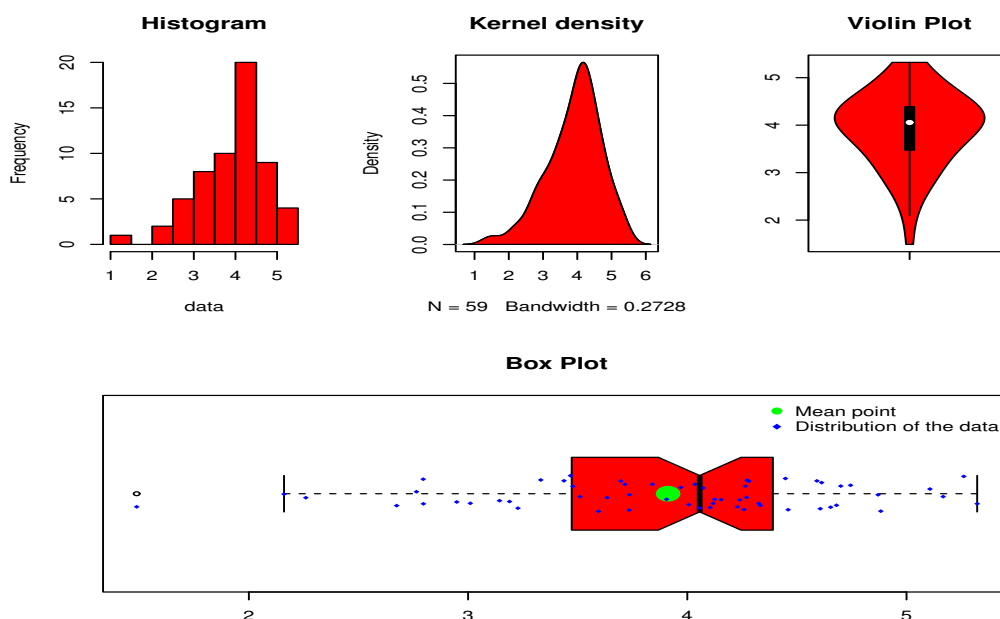 Histogram
Kernel density
Violin Plot
Frequency
0 5 10 15 20
1 2 3 4 5
data
Density
0.0 0.1 0.2 0.3 0.4 0.5
1 2 3 4 5 6
N = 59 Bandwidth = 0.2728
2 3 4 5
Box Plot
Mean point
Distribution of the data
2 3 4 5